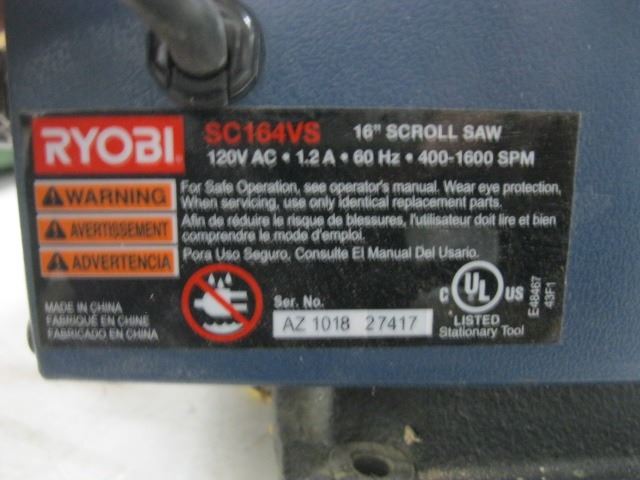 RYOBI
SC164VS 16" SCROLL SAW
120V AC • 1.2 A • 60 Hz • 400-1600 SPM
WARNING
For Safe Operation, see operator's manual. Wear eye protection,
When servicing, use only identical replacement parts.
AVERTISSEMENT
Afin de réduire le risque de blessures, l'utilisateur doit lire et bien
comprendre le mode d'emploi.
ADVERTENCIA
Pora Uso Seguro, Consulte El Manual Del Usario.
MADE IN CHINA
FABRIQUÉ EN CHINE
FABRICADO EN CHINA
Ser. No.
AZ 1018 27417
C UL US
LISTED
Stationary Tool
E48467
43F1